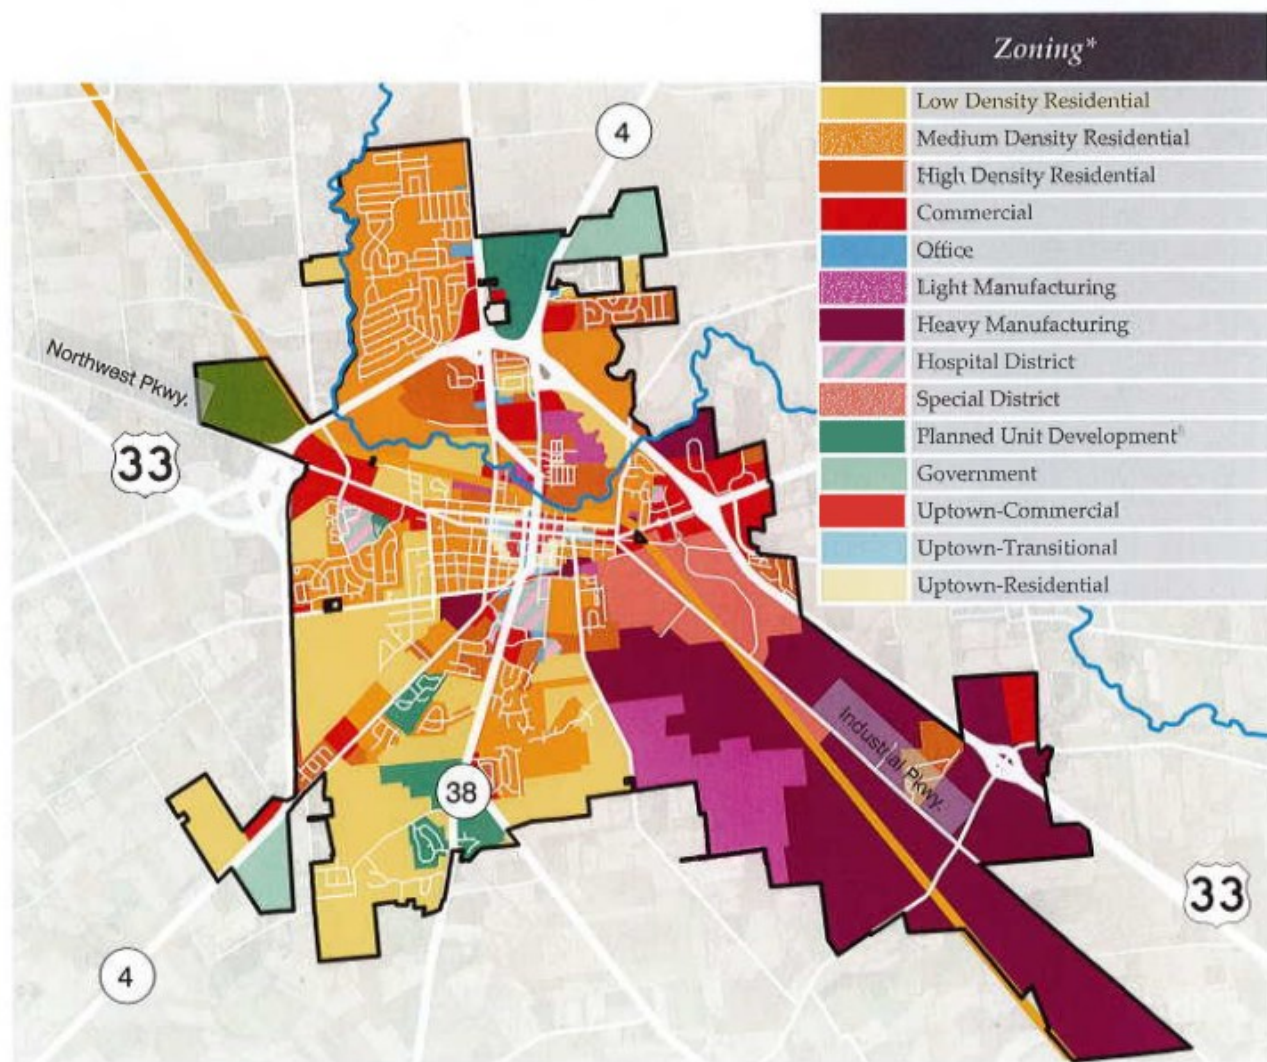 Zoning*
Low Density Residential
Medium Density Residential
High Density Residential
Commercial
Office
Light Manufacturing
Heavy Manufacturing
Hospital District
Special District
Planned Unit Development
Government
Uptown-Commercial
Uptown-Transitional
Uptown-Residential
4
Northwest Pkwy.
33
Industrial Pkwy.
38
33
4